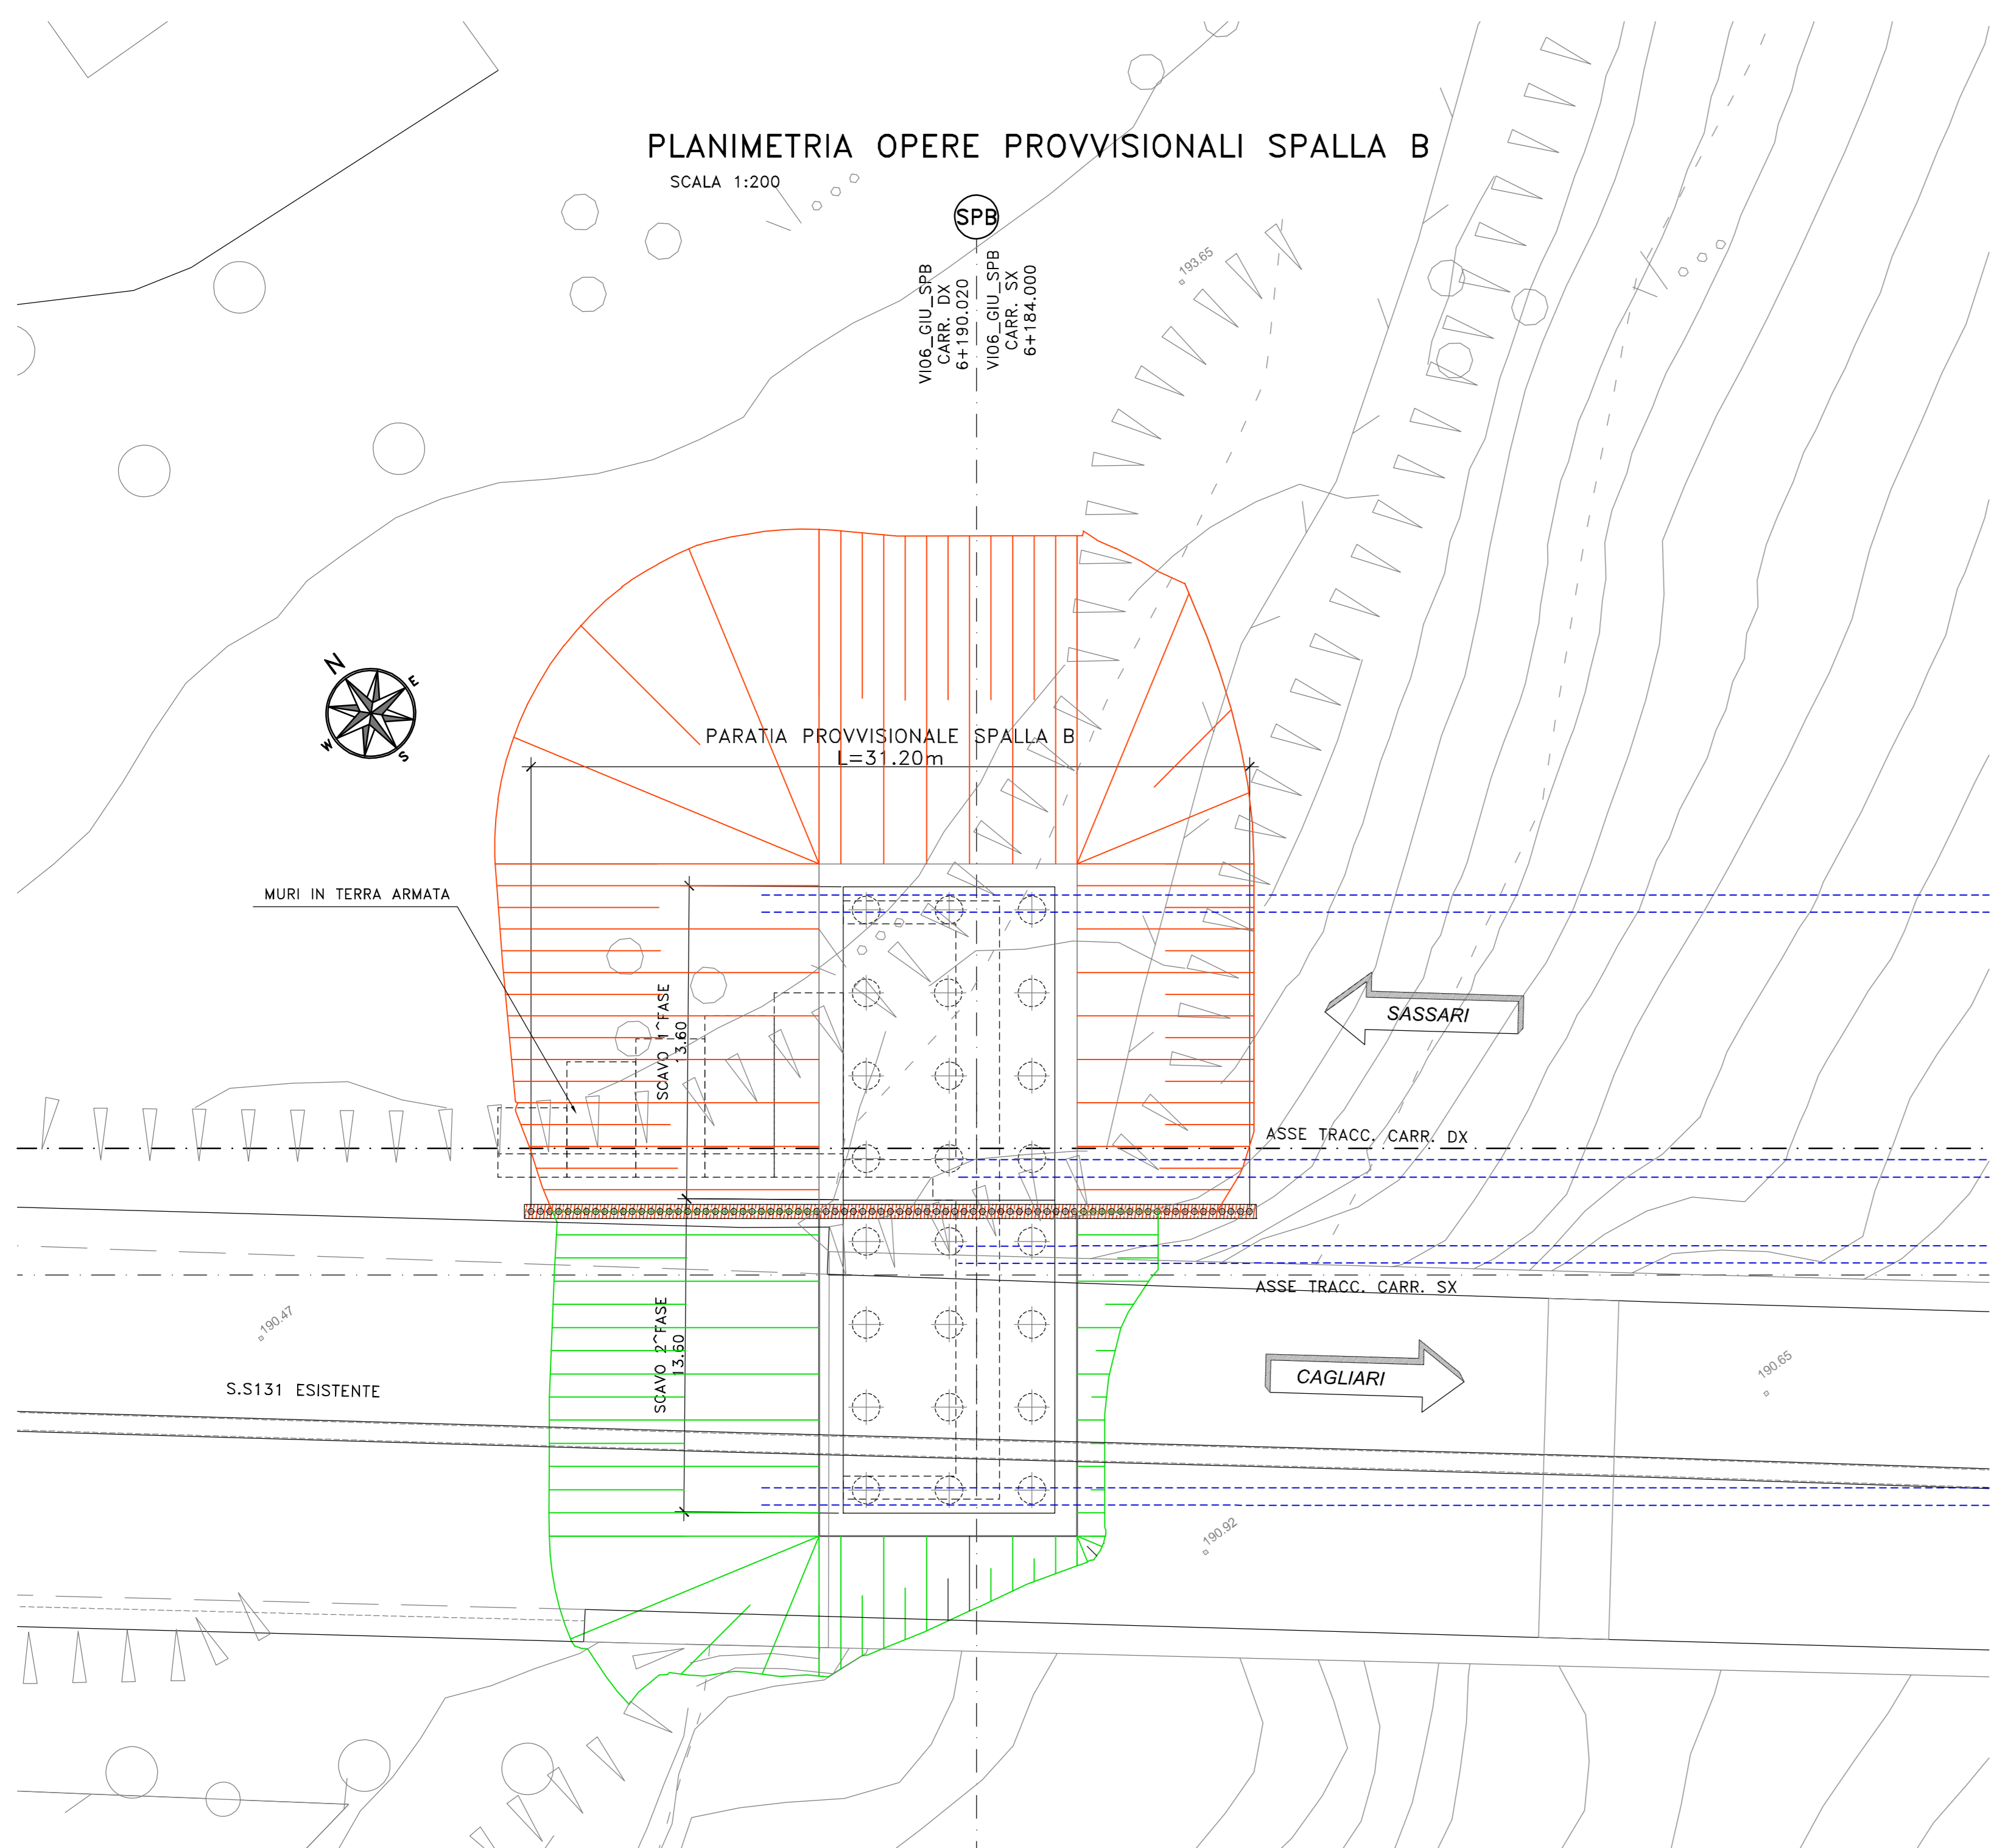 PLANIMETRIA OPERE PROVVISIONALI SPALLA B
SCALA 1:200
SPB
VI06_GIU_SPB
CARR. DX
6+190.020
VI06_GIU_SPB
CARR. SX
6+184.000
193.65
N
E
W
S
PARATIA PROVVISIONALE SPALLA B
L=31.20m
MURI IN TERRA ARMATA
SCAVO 1^FASE
13.60
SASSARI
ASSE TRACC. CARR. DX
ASSE TRACC. CARR. SX
190.47
SCAVO 2^FASE
13.60
S.S131 ESISTENTE
CAGLIARI
190.65
190.92